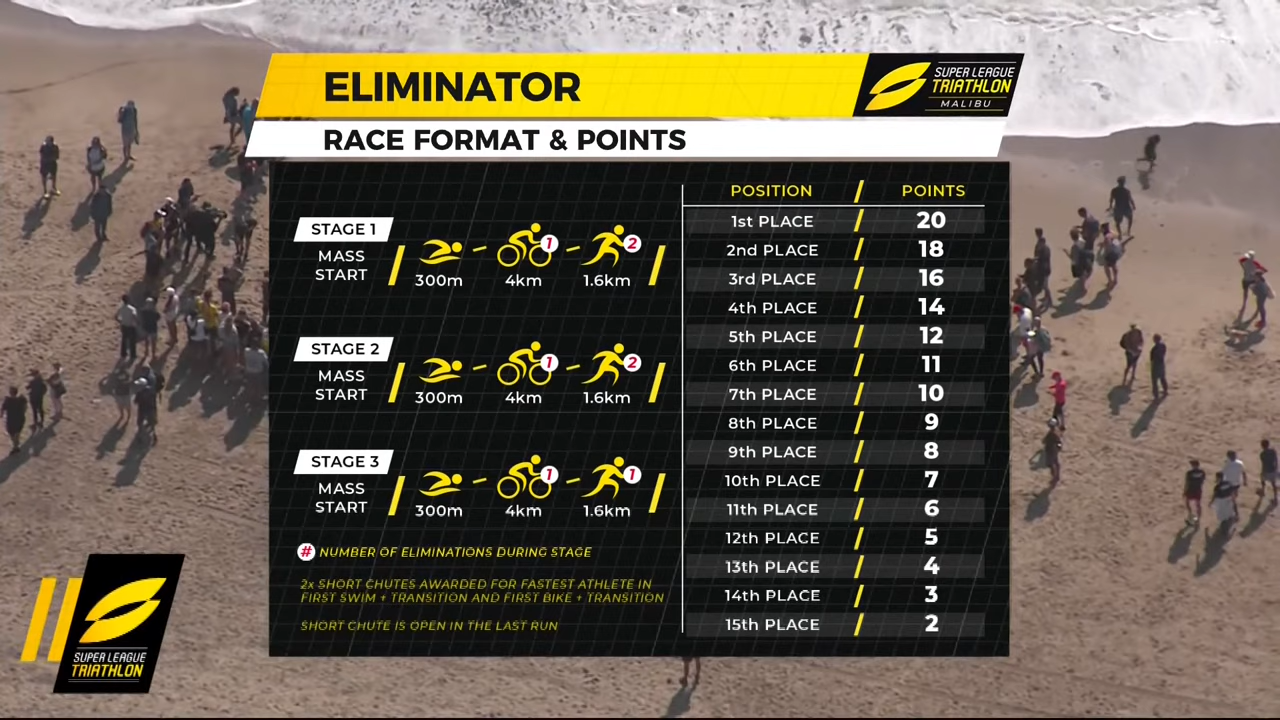 ELIMINATOR
SUPER LEAGUE
TRIATHLON
MALIBU
RACE FORMAT & POINTS
STAGE 1
MASS
START
1
2
300m
4km
1.6km
STAGE 2
MASS
START
1
2
300m
4km
1.6km
STAGE 3
MASS
START
1
1
300m
4km
1.6km
# NUMBER OF ELIMINATIONS DURING STAGE
2x SHORT CHUTES AWARDED FOR FASTEST ATHLETE IN
FIRST SWIM + TRANSITION AND FIRST BIKE + TRANSITION
SHORT CHUTE IS OPEN IN THE LAST RUN
POSITION / POINTS
1st PLACE / 20
2nd PLACE / 18
3rd PLACE / 16
4th PLACE / 14
5th PLACE / 12
6th PLACE / 11
7th PLACE / 10
8th PLACE / 9
9th PLACE / 8
10th PLACE / 7
11th PLACE / 6
12th PLACE / 5
13th PLACE / 4
14th PLACE / 3
15th PLACE / 2
SUPER LEAGUE
TRIATHLON